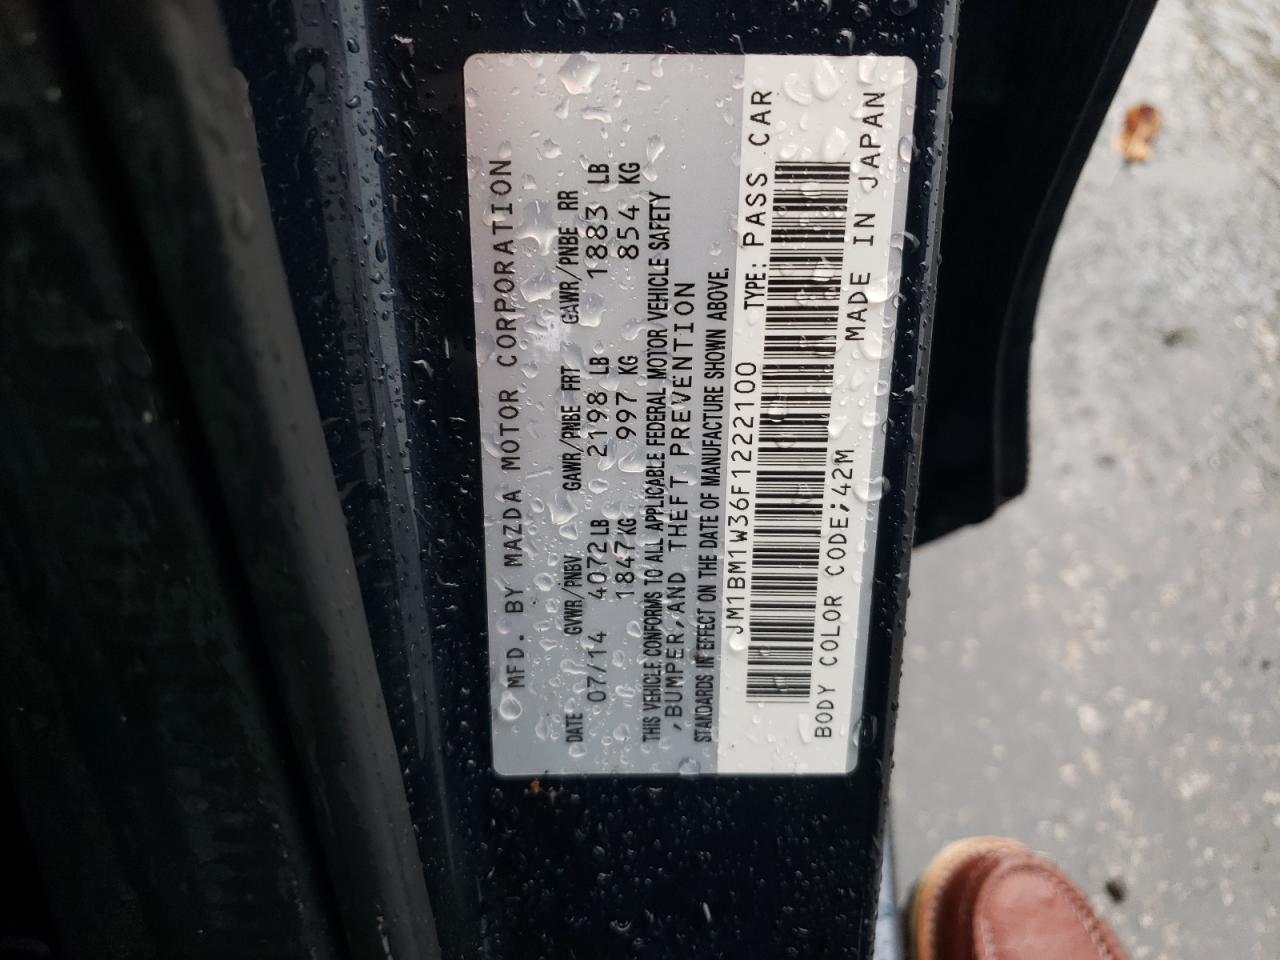 MFD. BY MAZDA MOTOR CORPORATION
DATE GVWR/PNBV GAWR/PNBE FRT GAWR/PNBE RR
07/14 4072LB 2198 LB 1883 LB
1847KG 997 KG 854 KG
THIS VEHICLE CONFORMS TO ALL APPLICABLE FEDERAL MOTOR VEHICLE SAFETY
,BUMPER,AND THEFT PREVENTION
STANDARDS IN EFFECT ON THE DATE OF MANUFACTURE SHOWN ABOVE.
JM1BM1W36F1222100 TYPE: PASS CAR
BODY COLOR CODE;42M MADE IN JAPAN